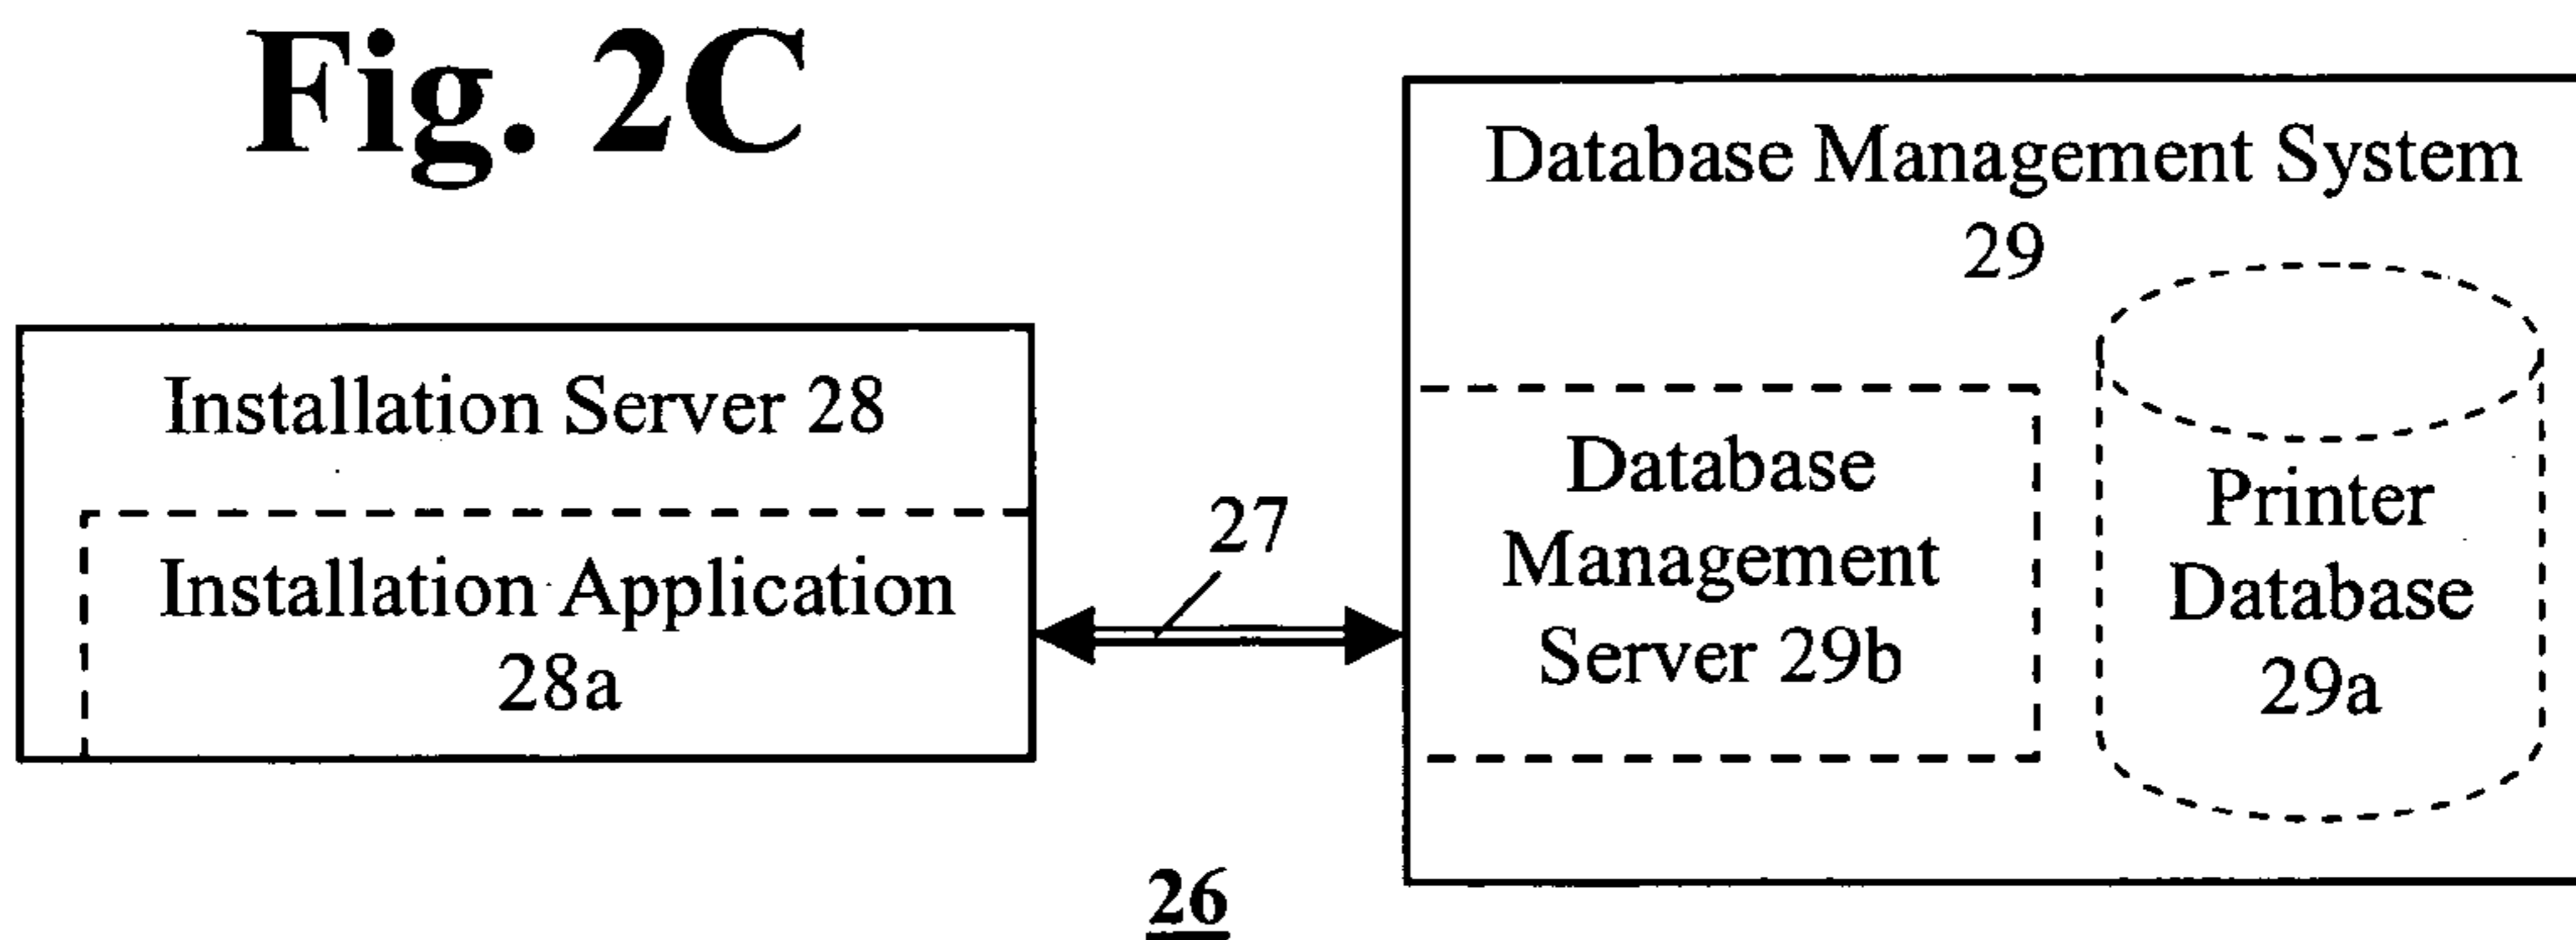 Fig. 2C
Database Management System
29
Installation Server 28
Installation Application
28a
27
Database
Management
Server 29b
Printer
Database
29a
26